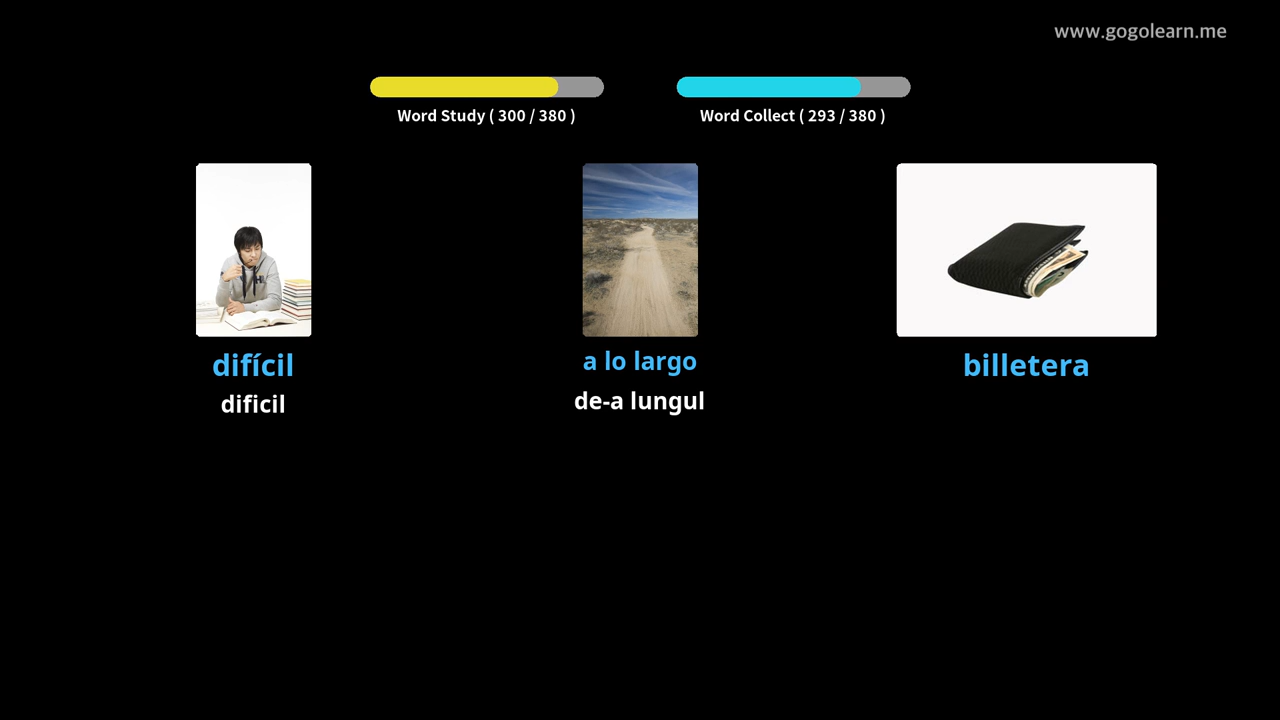 www.gogolearn.me
Word Study ( 300 / 380 )
Word Collect ( 293 / 380 )
difícil
dificil
a lo largo
de-a lungul
billetera